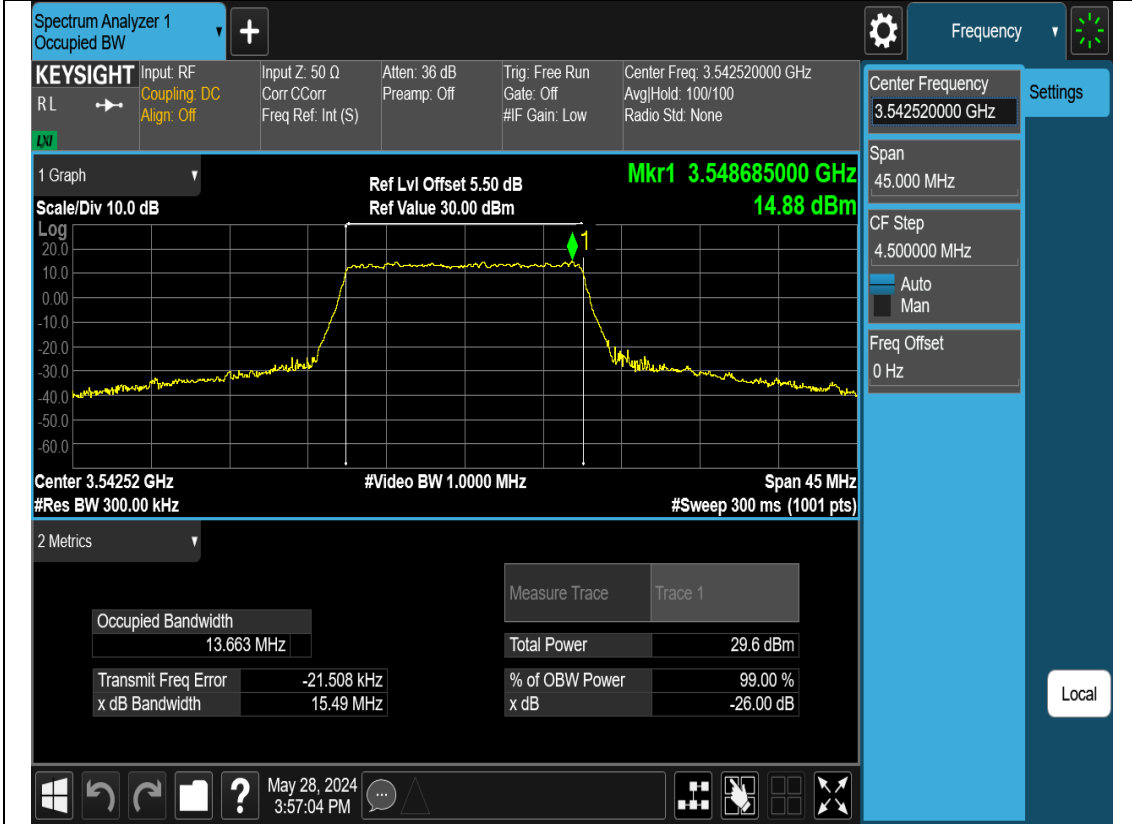 Spectrum Analyzer 1
Occupied BW
+
Frequency
KEYSIGHT
RL
LXI
Input: RF
Coupling: DC
Align: Off
Input Z: 50 Ω
Corr CCorr
Freq Ref: Int (S)
Atten: 36 dB
Preamp: Off
Trig: Free Run
Gate: Off
#IF Gain: Low
Center Freq: 3.542520000 GHz
Avg|Hold: 100/100
Radio Std: None
Center Frequency
3.542520000 GHz
Settings
Span
45.000 MHz
CF Step
4.500000 MHz
Auto
Man
Freq Offset
0 Hz
Local
1 Graph
Scale/Div 10.0 dB
Ref Lvl Offset 5.50 dB
Ref Value 30.00 dBm
Mkr1 3.548685000 GHz
14.88 dBm
Log
20.0
10.0
0.00
-10.0
-20.0
-30.0
-40.0
-50.0
-60.0
1
Center 3.54252 GHz
#Res BW 300.00 kHz
#Video BW 1.0000 MHz
Span 45 MHz
#Sweep 300 ms (1001 pts)
2 Metrics
Measure Trace Trace 1
Occupied Bandwidth
13.663 MHz
Total Power 29.6 dBm
Transmit Freq Error -21.508 kHz
% of OBW Power 99.00 %
x dB Bandwidth 15.49 MHz
x dB -26.00 dB
?
May 28, 2024
3:57:04 PM